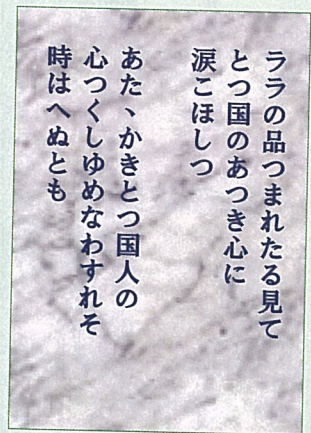 ララの品つまれたる見て
とつ国のあつき心に
涙こほしつ
あたゝかきとつ国人の
心つくしゆめなわすれそ
時はへぬとも